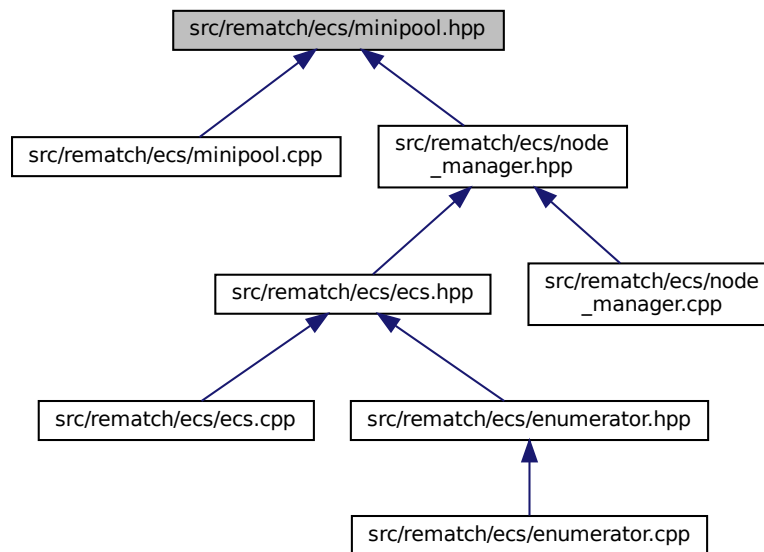 src/rematch/ecs/minipool.hpp
src/rematch/ecs/minipool.cpp
src/rematch/ecs/node
_manager.hpp
src/rematch/ecs/ecs.hpp
src/rematch/ecs/node
_manager.cpp
src/rematch/ecs/ecs.cpp
src/rematch/ecs/enumerator.hpp
src/rematch/ecs/enumerator.cpp